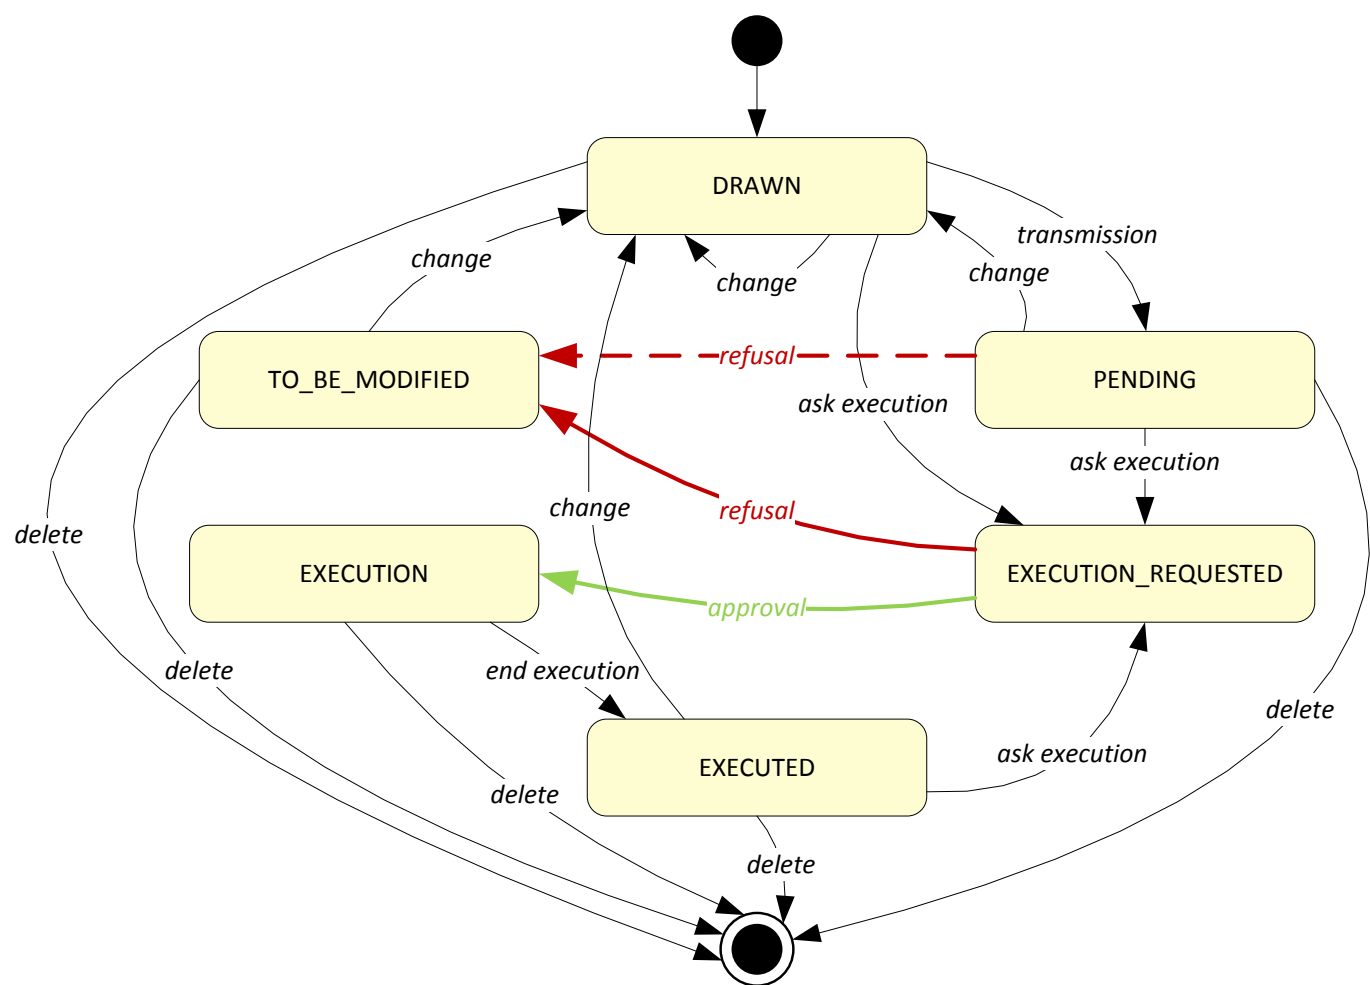 DRAWN
transmission
change
change
change
refusal
TO_BE_MODIFIED
PENDING
ask execution
ask execution
change
refusal
delete
EXECUTION
EXECUTION_REQUESTED
approval
delete
end execution
delete
EXECUTED
ask execution
delete
delete